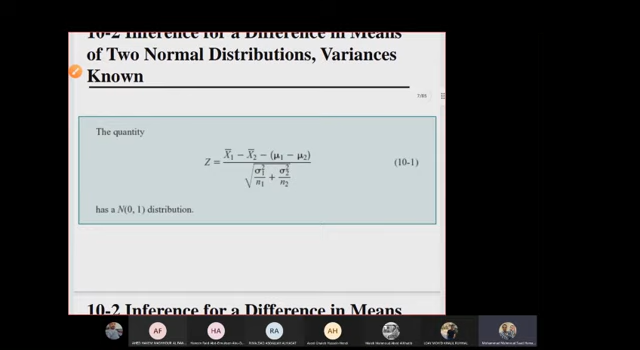 10-2 Inference for a Difference in Means
of Two Normal Distributions, Variances
Known
7/85
The quantity
Z = X̄₁ − X̄₂ − (μ₁ − μ₂) / √(σ₁²/n₁ + σ₂²/n₂) (10-1)
has a N(0, 1) distribution.
10-2 Inference for a Difference in Means
AF
HA
RA
AH